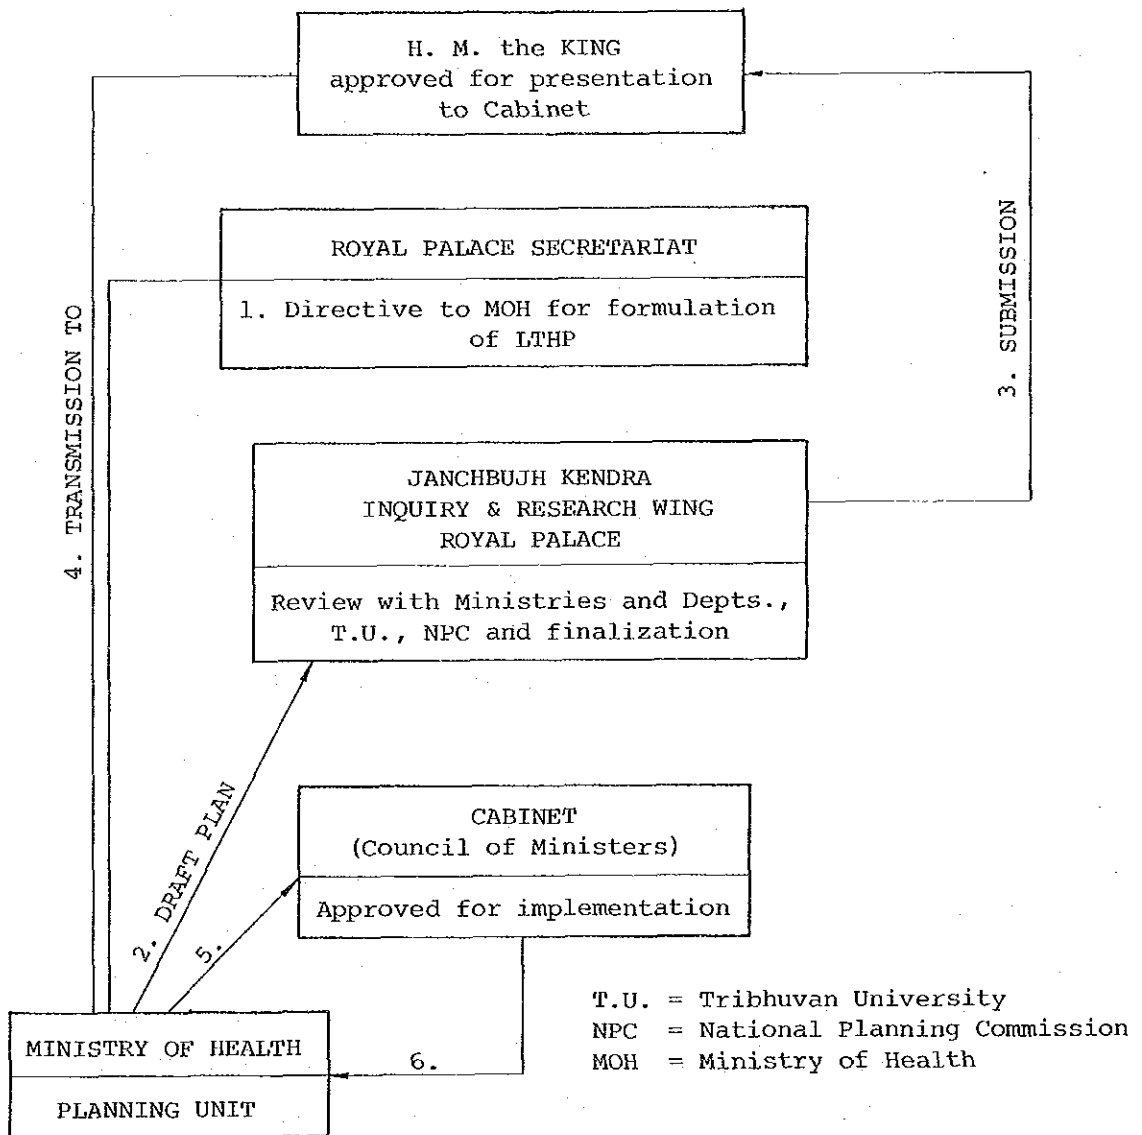 H. M. the KING
approved for presentation
to Cabinet
ROYAL PALACE SECRETARIAT
1. Directive to MOH for formulation
of LTHP
3. SUBMISSION
4. TRANSMISSION TO
JANCHBUJH KENDRA
INQUIRY & RESEARCH WING
ROYAL PALACE
Review with Ministries and Depts.,
T.U., NPC and finalization
2. DRAFT PLAN
5.
CABINET
(Council of Ministers)
Approved for implementation
6.
MINISTRY OF HEALTH
PLANNING UNIT
T.U. = Tribhuvan University
NPC = National Planning Commission
MOH = Ministry of Health